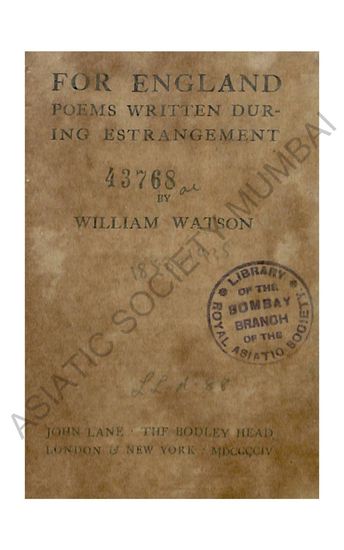 FOR ENGLAND
POEMS WRITTEN DUR-
ING ESTRANGEMENT
43768
BY
WILLIAM WATSON
LIBRARY
OF THE
BOMBAY
BRANCH
OF THE
ROYAL ASIATIC SOCIETY
JOHN LANE · THE BODLEY HEAD
LONDON & NEW YORK · MDCCCCIV
ASIATIC SOCIETY MUMBAI